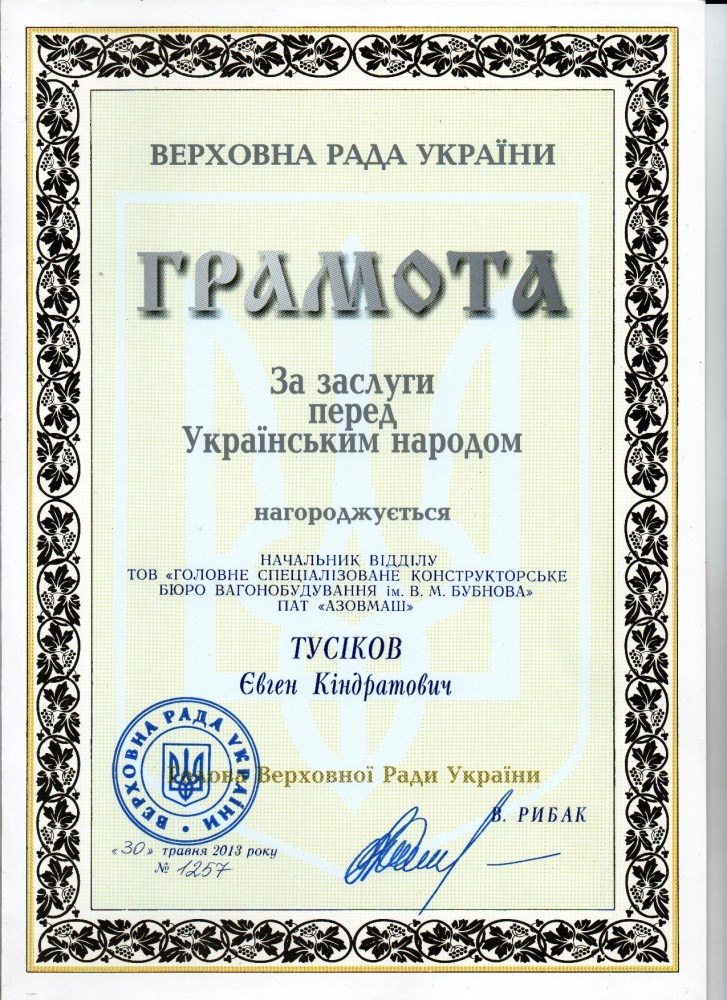 ВЕРХОВНА РАДА УКРАЇНИ
ГРАМОТА
За заслуги
перед
Українським народом
нагороджується
НАЧАЛЬНИК ВІДДІЛУ
ТОВ «ГОЛОВНЕ СПЕЦІАЛІЗОВАНЕ КОНСТРУКТОРСЬКЕ
БЮРО ВАГОНОБУДУВАННЯ ім. В. М. БУБНОВА»
ПАТ «АЗОВМАШ»
ТУСІКОВ
Євген Кіндратович
ВЕРХОВНА РАДА УКРАЇНИ
Голова Верховної Ради України
В. РИБАК
«30» травня 2013 року
№ 1257